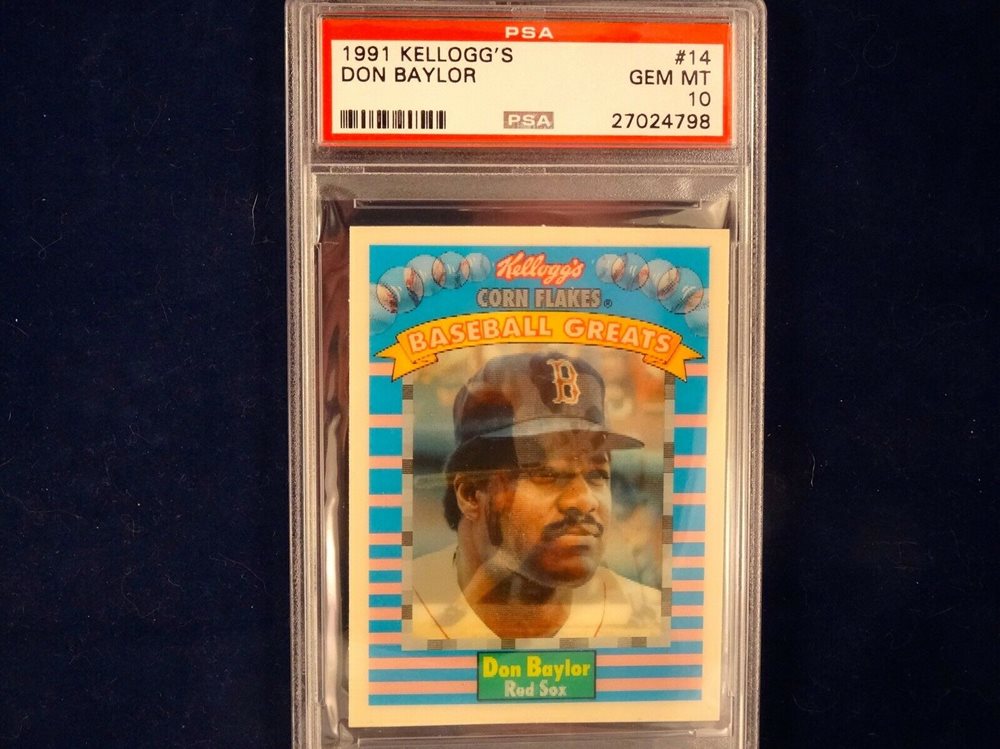 PSA
1991 KELLOGG'S #14
DON BAYLOR GEM MT
10
PSA 27024798
Kellogg's
CORN FLAKES®
BASEBALL GREATS
B
Don Baylor
Red Sox